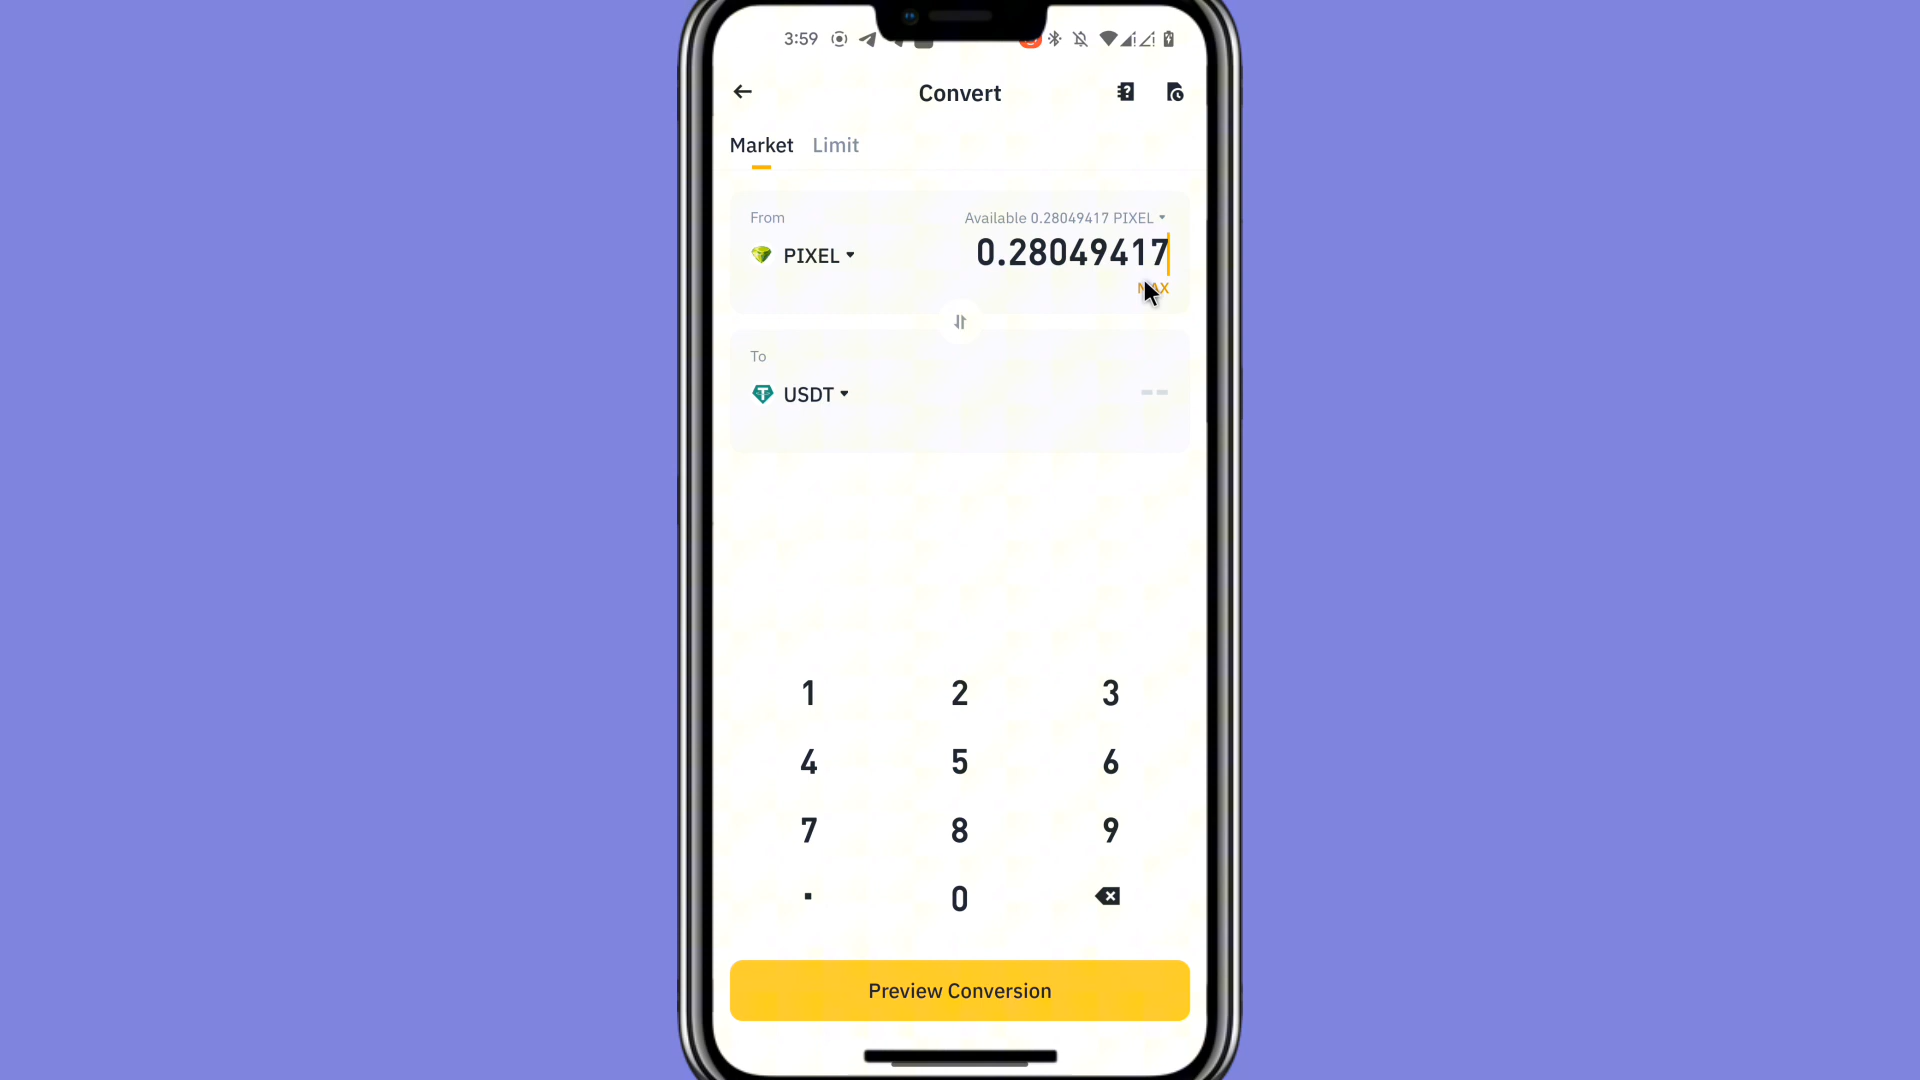 3:59
Convert
Market Limit
From Available 0.28049417 PIXEL
PIXEL 0.28049417
MAX
To
USDT --
1 2 3
4 5 6
7 8 9
. 0
Preview Conversion